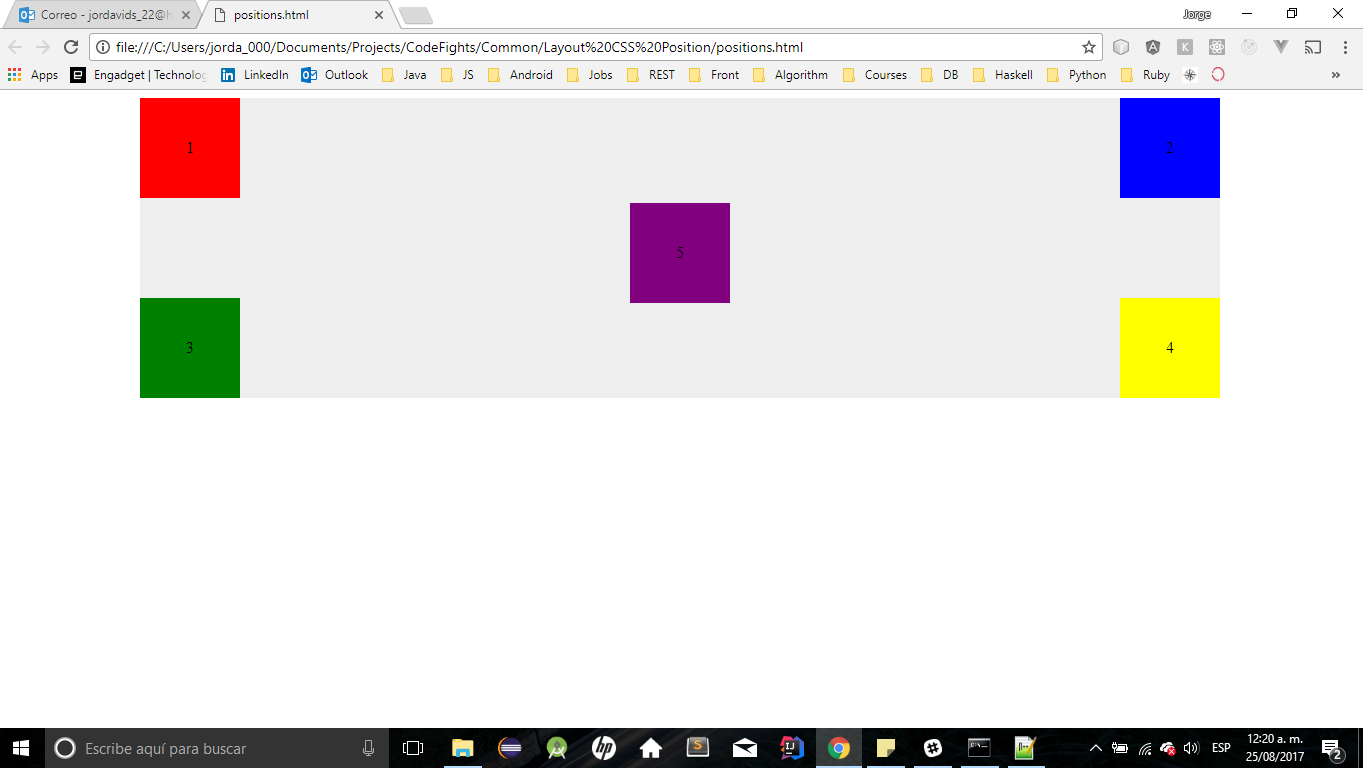 Correo - jordavids_22@h
positions.html
Jorge
file:///C:/Users/jorda_000/Documents/Projects/CodeFights/Common/Layout%20CSS%20Position/positions.html
Apps Engadget | Technolog LinkedIn Outlook Java JS Android Jobs REST Front Algorithm Courses DB Haskell Python Ruby »
1 2
5
3 4
Escribe aquí para buscar
ESP
12:20 a. m.
25/08/2017
2